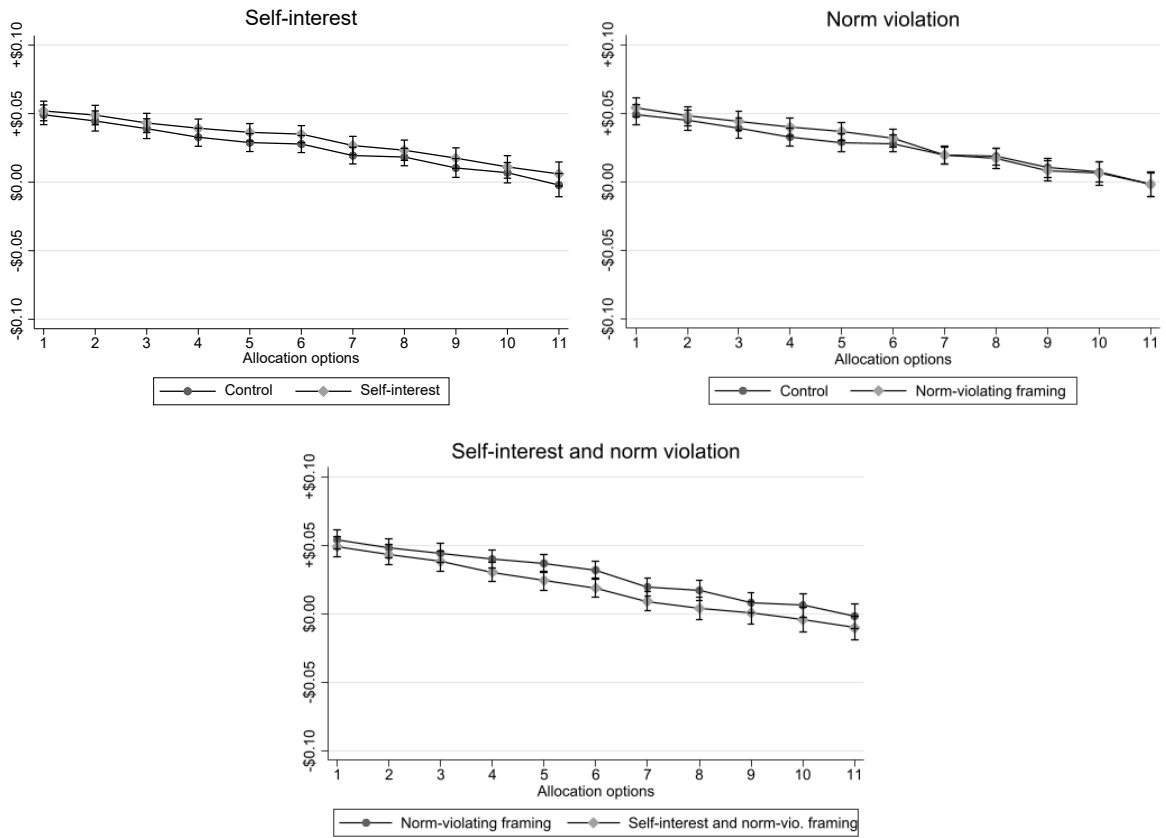 Self-interest
+$0.10
+$0.05
$0.00
-$0.05
-$0.10
1 2 3 4 5 6 7 8 9 10 11
Allocation options
Control Self-interest
Norm violation
+$0.10
+$0.05
$0.00
-$0.05
-$0.10
1 2 3 4 5 6 7 8 9 10 11
Allocation options
Control Norm-violating framing
Self-interest and norm violation
+$0.10
+$0.05
$0.00
-$0.05
-$0.10
1 2 3 4 5 6 7 8 9 10 11
Allocation options
Norm-violating framing Self-interest and norm-vio. framing